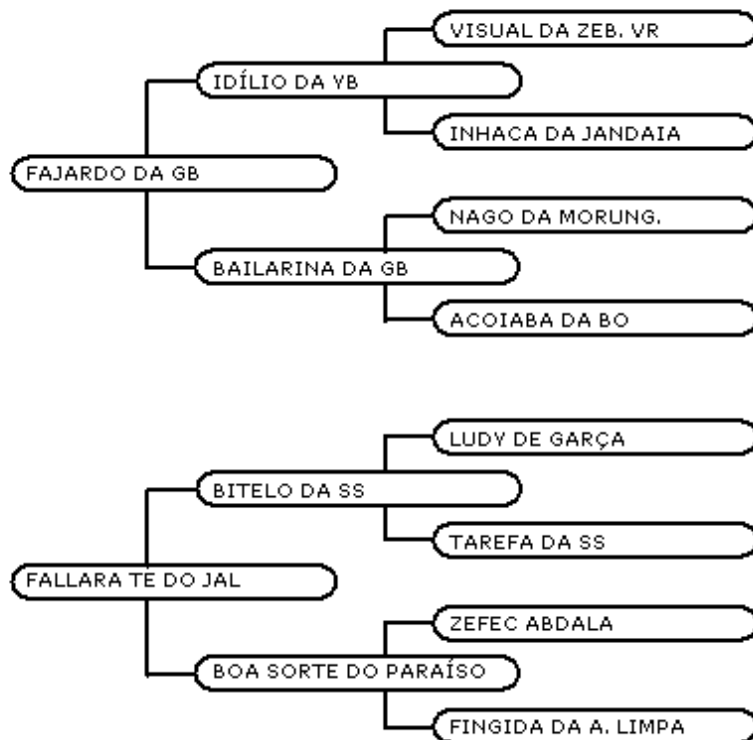 VISUAL DA ZEB. VR
IDÍLIO DA YB
INHACA DA JANDAIA
FAJARDO DA GB
NAGO DA MORUNG.
BAILARINA DA GB
ACOIABA DA BO
LUDY DE GARÇA
BITELO DA SS
TAREFA DA SS
FALLARA TE DO JAL
ZEFEC ABDALA
BOA SORTE DO PARAÍSO
FINGIDA DA A. LIMPA